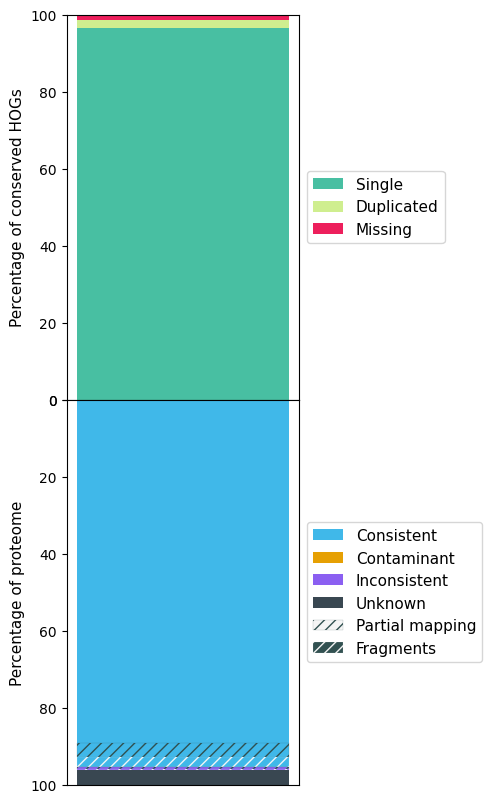 100
80
60
40
20
0
Percentage of conserved HOGs
Single
Duplicated
Missing
0
20
40
60
80
100
Percentage of proteome
Consistent
Contaminant
Inconsistent
Unknown
Partial mapping
Fragments